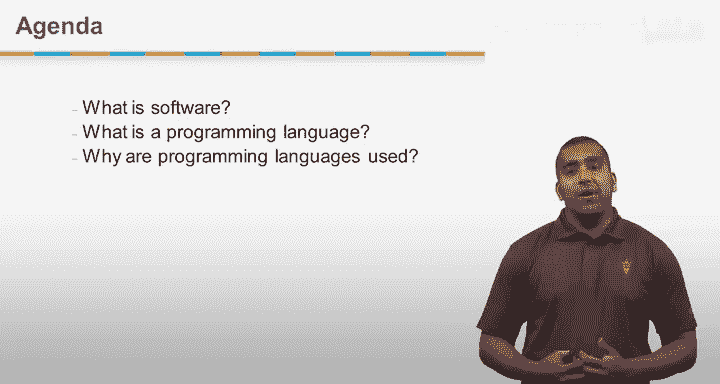 Agenda
- What is software?
- What is a programming language?
- Why are programming languages used?